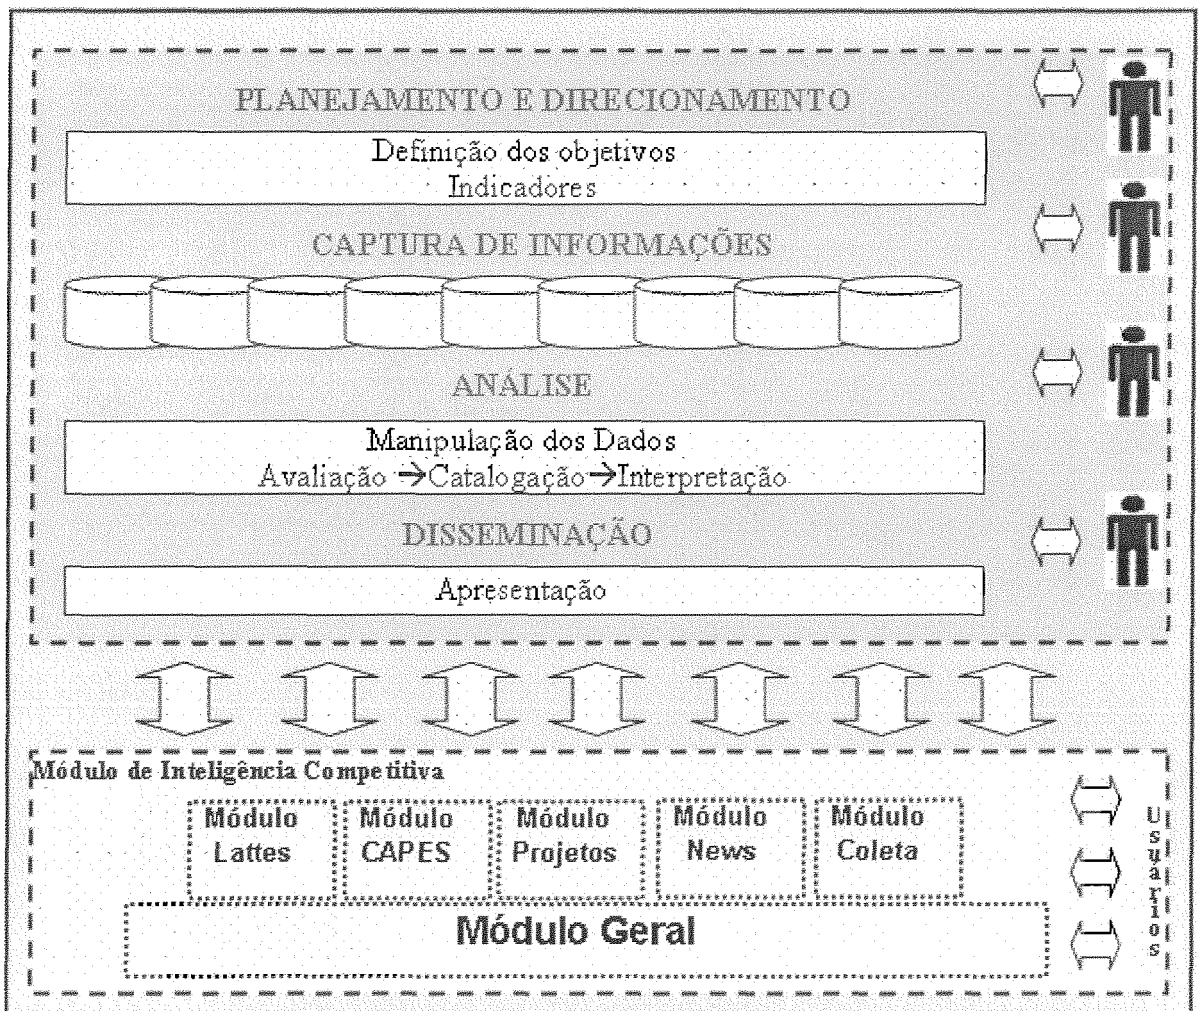 PLANEJAMENTO E DIRECIONAMENTO
Definição dos objetivos
Indicadores
CAPTURA DE INFORMAÇÕES
ANÁLISE
Manipulação dos Dados
Avaliação →Catalogação→Interpretação
DISSEMINAÇÃO
Apresentação
Módulo de Inteligência Competitiva
Módulo
Lattes
Módulo
CAPES
Módulo
Projetos
Módulo
News
Módulo
Coleta
Módulo Geral
Usuários